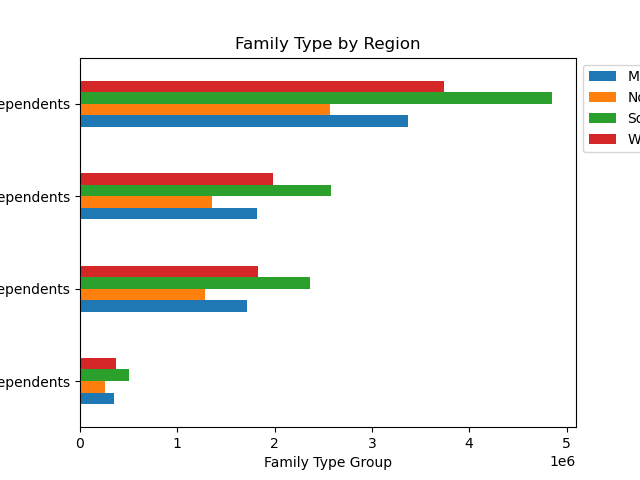 Family Type by Region
ependents
ependents
ependents
ependents
M
No
So
W
0 1 2 3 4 5
1e6
Family Type Group